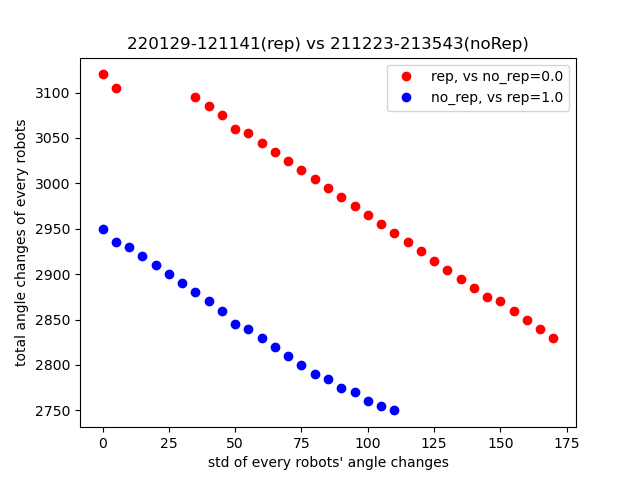 220129-121141(rep) vs 211223-213543(noRep)
rep, vs no_rep=0.0
no_rep, vs rep=1.0
total angle changes of every robots
3100
3050
3000
2950
2900
2850
2800
2750
0 25 50 75 100 125 150 175
std of every robots' angle changes